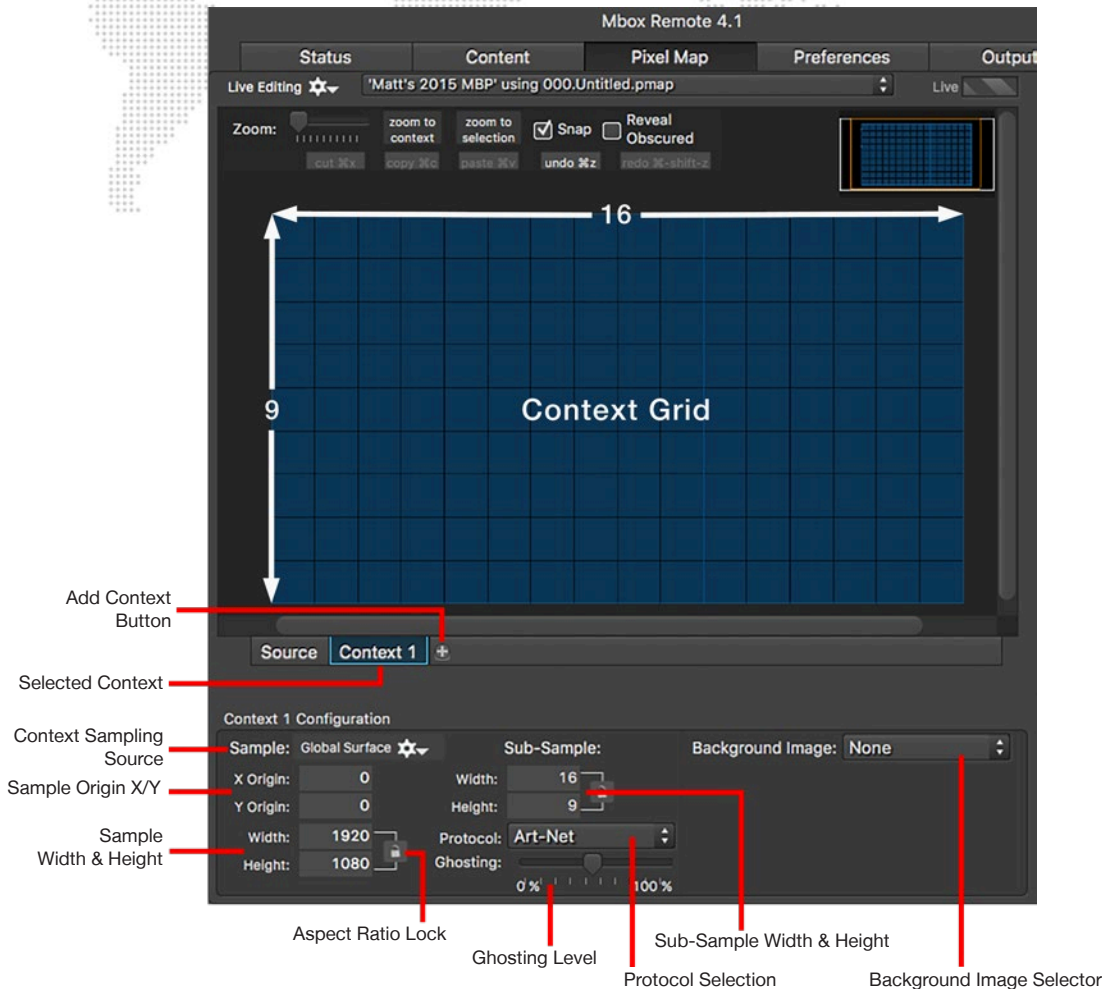 Mbox Remote 4.1
Status Content Pixel Map Preferences Output
Live Editing 'Matt's 2015 MBP' using 000.Untitled.pmap Live
Zoom: zoom to context zoom to selection Snap Reveal Obscured
cut ⌘x copy ⌘c paste ⌘v undo ⌘z redo ⌘-shift-z
16
9
Context Grid
Add Context
Button
Source Context 1 +
Selected Context
Context 1 Configuration
Context Sampling
Source
Sample: Global Surface Sub-Sample: Background Image: None
Sample Origin X/Y
X Origin: 0 Width: 16
Y Origin: 0 Height: 9
Sample
Width & Height
Width: 1920 Protocol: Art-Net
Height: 1080 Ghosting:
0% 100%
Aspect Ratio Lock
Ghosting Level
Sub-Sample Width & Height
Protocol Selection
Background Image Selector